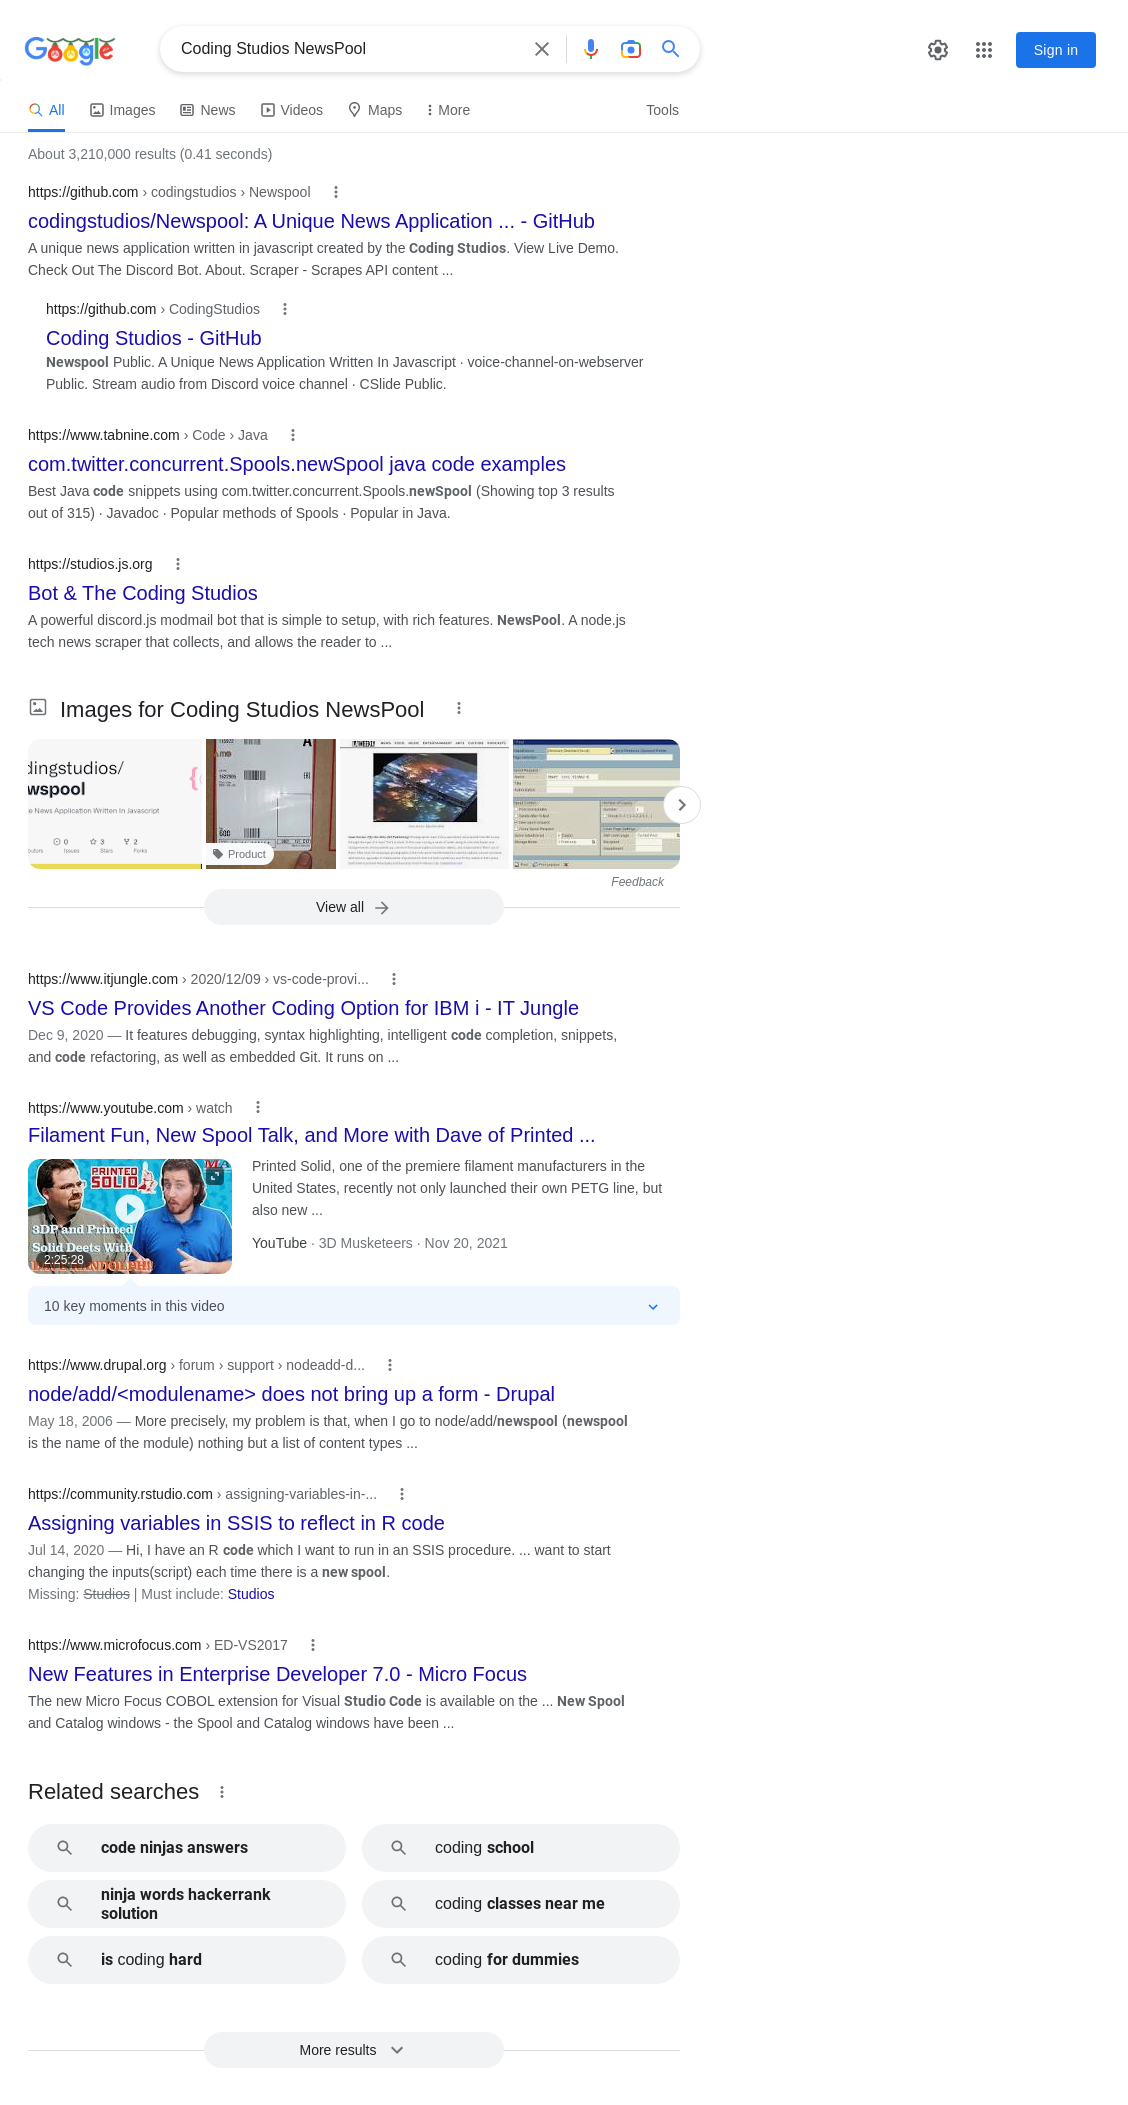 Google
Coding Studios NewsPool
Sign in
All
Images
News
Videos
Maps
More
Tools
About 3,210,000 results (0.41 seconds)
https://github.com › codingstudios › Newspool
codingstudios/Newspool: A Unique News Application ... - GitHub
A unique news application written in javascript created by the Coding Studios. View Live Demo.
Check Out The Discord Bot. About. Scraper - Scrapes API content ...
https://github.com › CodingStudios
Coding Studios - GitHub
Newspool Public. A Unique News Application Written In Javascript · voice-channel-on-webserver
Public. Stream audio from Discord voice channel · CSlide Public.
https://www.tabnine.com › Code › Java
com.twitter.concurrent.Spools.newSpool java code examples
Best Java code snippets using com.twitter.concurrent.Spools.newSpool (Showing top 3 results
out of 315) · Javadoc · Popular methods of Spools · Popular in Java.
https://studios.js.org
Bot & The Coding Studios
A powerful discord.js modmail bot that is simple to setup, with rich features. NewsPool. A node.js
tech news scraper that collects, and allows the reader to ...
Images for Coding Studios NewsPool
dingstudios/
wspool
e News Application Written In Javascript
0
3
2
Issues
Stars
Forks
Product
Feedback
View all
https://www.itjungle.com › 2020/12/09 › vs-code-provi...
VS Code Provides Another Coding Option for IBM i - IT Jungle
Dec 9, 2020 — It features debugging, syntax highlighting, intelligent code completion, snippets,
and code refactoring, as well as embedded Git. It runs on ...
https://www.youtube.com › watch
Filament Fun, New Spool Talk, and More with Dave of Printed ...
PRINTED
SOLID
3DP and Printed
Solid Deets With
2:25:28
Printed Solid, one of the premiere filament manufacturers in the
United States, recently not only launched their own PETG line, but
also new ...
YouTube · 3D Musketeers · Nov 20, 2021
10 key moments in this video
https://www.drupal.org › forum › support › nodeadd-d...
node/add/<modulename> does not bring up a form - Drupal
May 18, 2006 — More precisely, my problem is that, when I go to node/add/newspool (newspool
is the name of the module) nothing but a list of content types ...
https://community.rstudio.com › assigning-variables-in-...
Assigning variables in SSIS to reflect in R code
Jul 14, 2020 — Hi, I have an R code which I want to run in an SSIS procedure. ... want to start
changing the inputs(script) each time there is a new spool.
Missing: Studios | Must include: Studios
https://www.microfocus.com › ED-VS2017
New Features in Enterprise Developer 7.0 - Micro Focus
The new Micro Focus COBOL extension for Visual Studio Code is available on the ... New Spool
and Catalog windows - the Spool and Catalog windows have been ...
Related searches
code ninjas answers
coding school
ninja words hackerrank
solution
coding classes near me
is coding hard
coding for dummies
More results